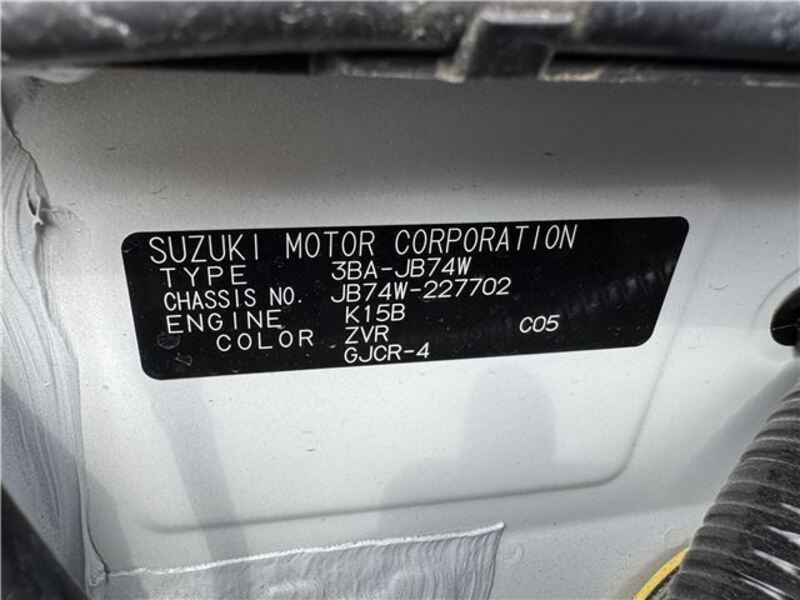 SUZUKI MOTOR CORPORATION
TYPE 3BA-JB74W
CHASSIS NO. JB74W-227702
ENGINE K15B
COLOR ZVR C05
GJCR-4